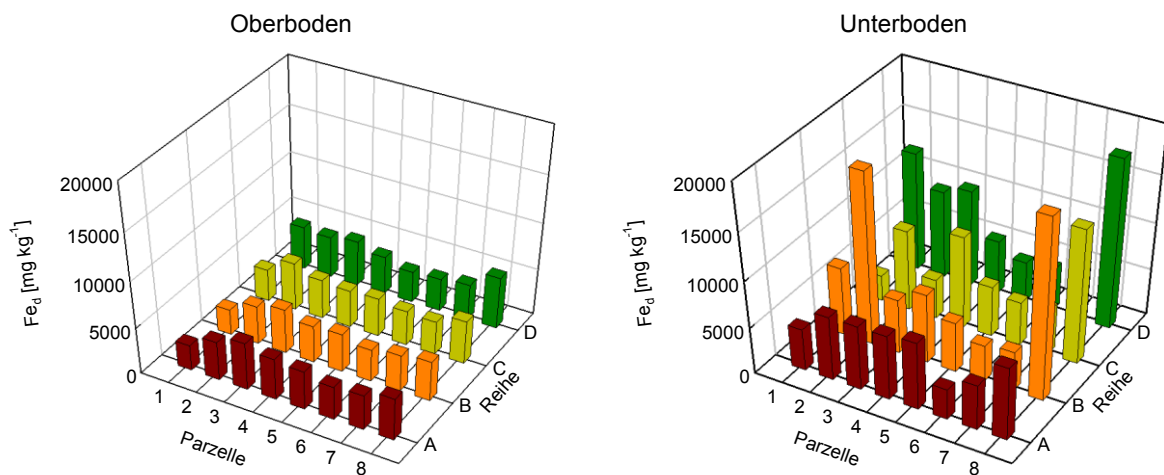 Oberboden
Fe_d [mg kg⁻¹]
20000
15000
10000
5000
0
1
2
3
4
5
6
7
8
Parzelle
A
B
C
D
Reihe
Unterboden
Fe_d [mg kg⁻¹]
20000
15000
10000
5000
0
1
2
3
4
5
6
7
8
Parzelle
A
B
C
D
Reihe